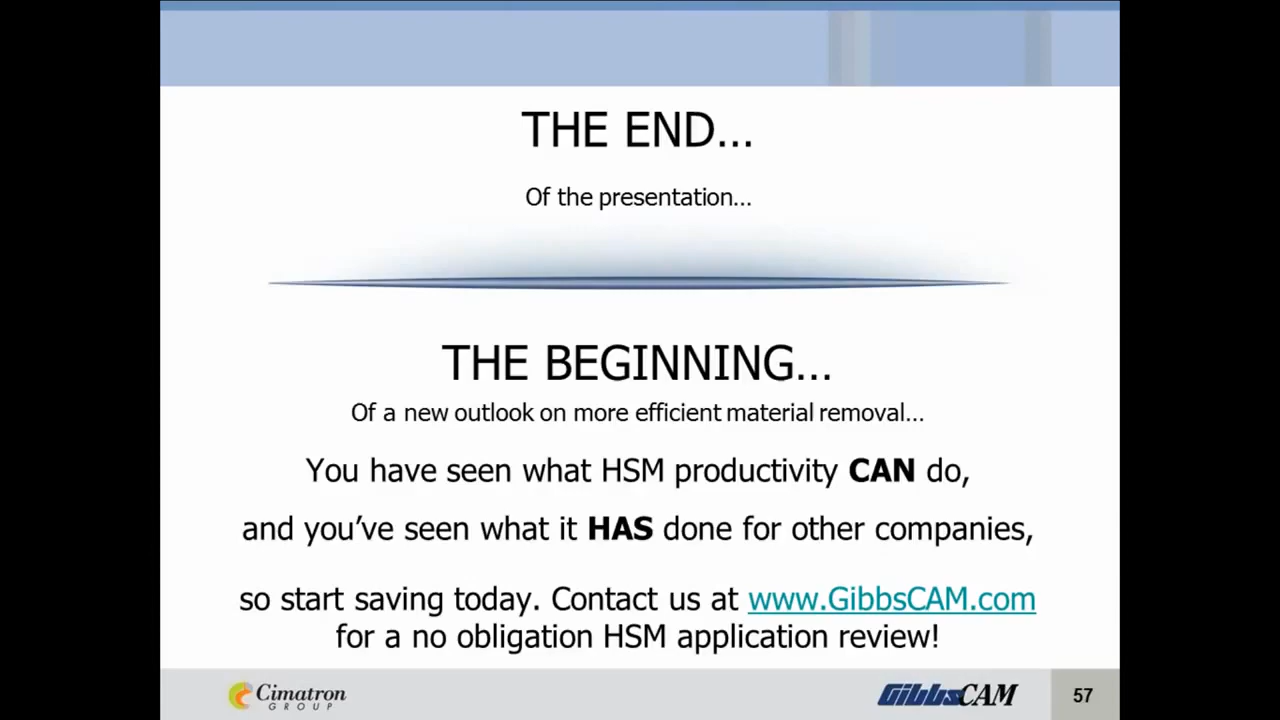 THE END...
Of the presentation...
THE BEGINNING...
Of a new outlook on more efficient material removal...
You have seen what HSM productivity CAN do,
and you've seen what it HAS done for other companies,
so start saving today. Contact us at www.GibbsCAM.com
for a no obligation HSM application review!
Cimatron
GROUP
GibbsCAM
57